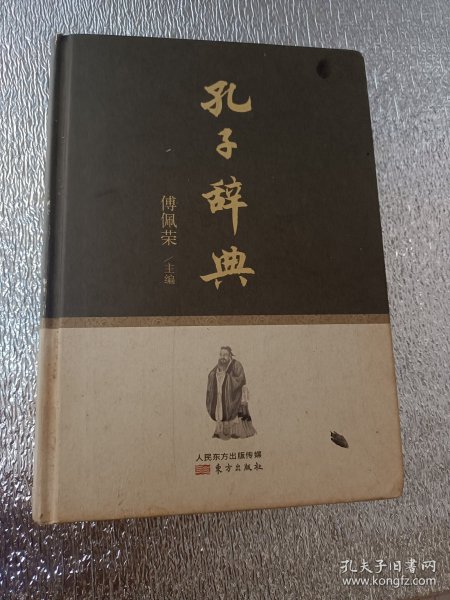 孔子辞典
傅佩荣／主编
人民东方出版传媒
东方出版社
孔夫子旧书网
www.kongfz.com